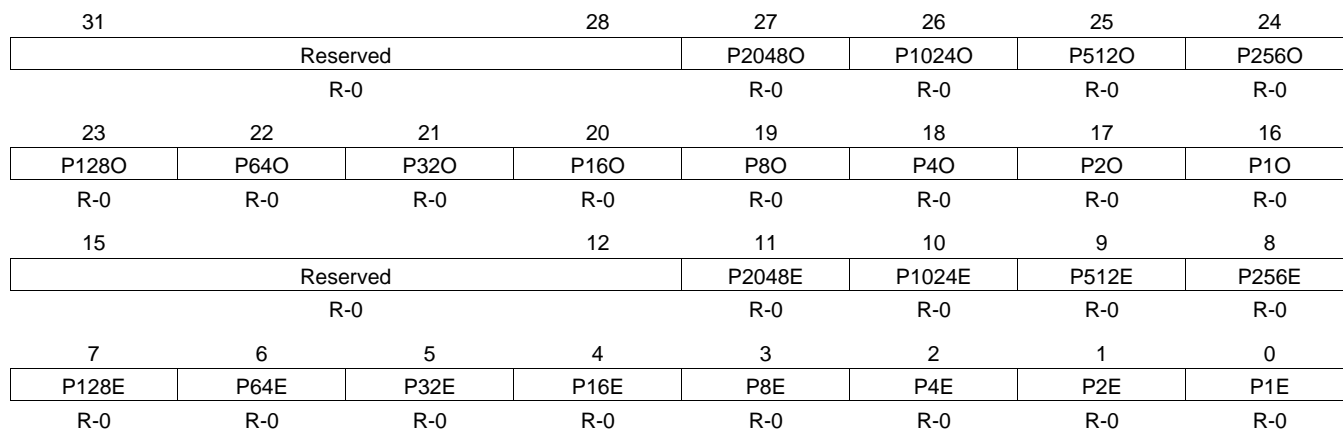 31 28 27 26 25 24
Reserved P2048O P1024O P512O P256O
R-0 R-0 R-0 R-0 R-0
23 22 21 20 19 18 17 16
P128O P64O P32O P16O P8O P4O P2O P1O
R-0 R-0 R-0 R-0 R-0 R-0 R-0 R-0
15 12 11 10 9 8
Reserved P2048E P1024E P512E P256E
R-0 R-0 R-0 R-0 R-0
7 6 5 4 3 2 1 0
P128E P64E P32E P16E P8E P4E P2E P1E
R-0 R-0 R-0 R-0 R-0 R-0 R-0 R-0